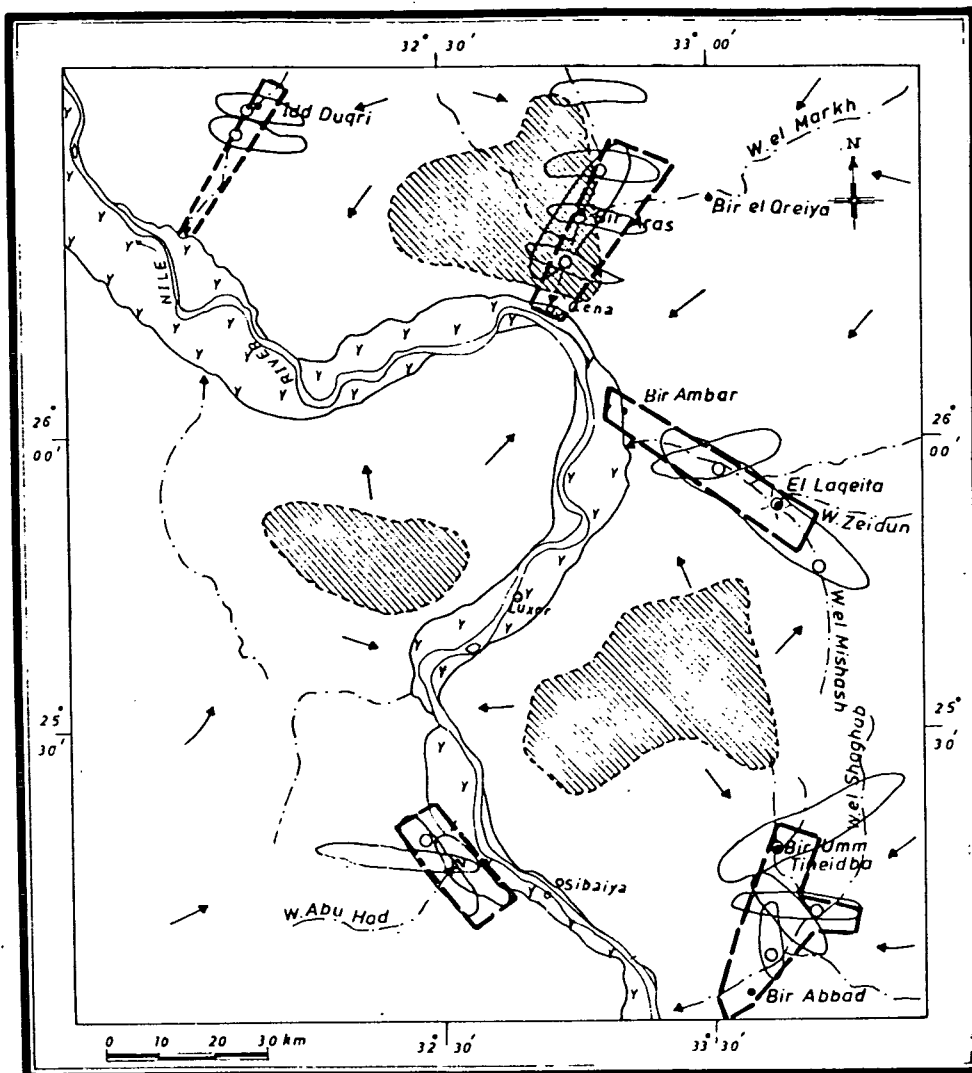 32° 30'
33° 00'
Idd Duqri
W. el Markh
N
Bir el Qreiya
Bir Aras
Qena
NILE
RIVER
Bir Ambar
26° 00'
26° 00'
El Laqeita
W. Zeidun
Luxor
W el Mishash
25° 30'
25° 30'
W el Shaghab
Bir Umm
Tineidba
Sibaiya
W. Abu Had
Bir Abbad
0 10 20 30 km
32° 30'
33° 30'